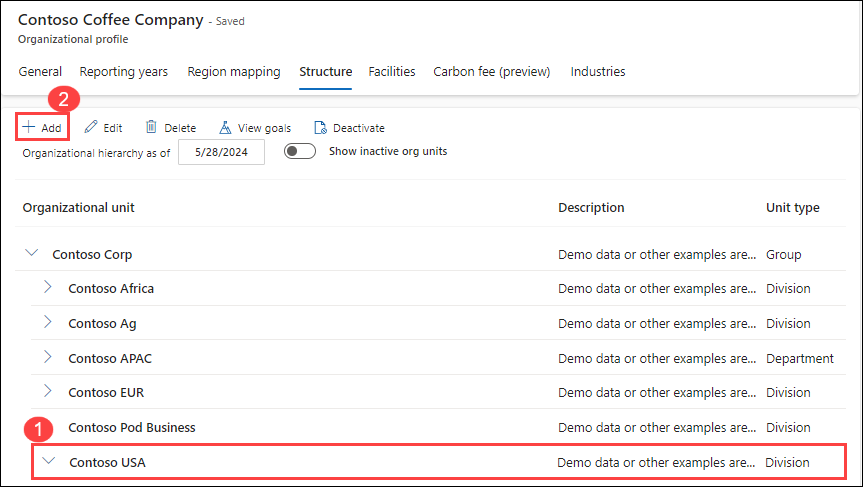 Contoso Coffee Company - Saved
Organizational profile
General Reporting years Region mapping Structure Facilities Carbon fee (preview) Industries
2
Add Edit Delete View goals Deactivate
Organizational hierarchy as of 5/28/2024 Show inactive org units
Organizational unit Description Unit type
Contoso Corp Demo data or other examples are... Group
Contoso Africa Demo data or other examples are... Division
Contoso Ag Demo data or other examples are... Division
Contoso APAC Demo data or other examples are... Department
Contoso EUR Demo data or other examples are... Division
Contoso Pod Business Demo data or other examples are... Division
1
Contoso USA Demo data or other examples are... Division